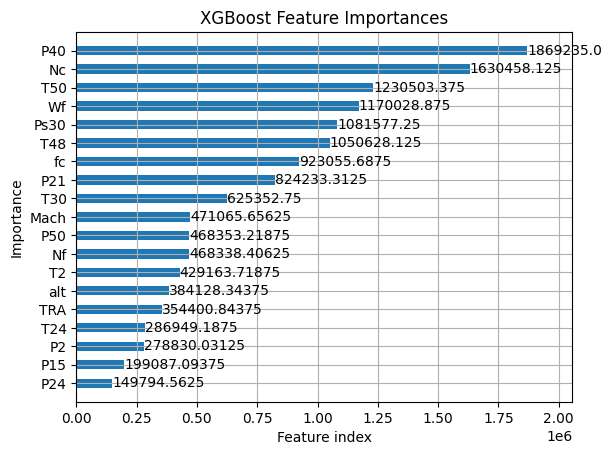 XGBoost Feature Importances
P40 1869235.0
Nc 1630458.125
T50 1230503.375
Wf 1170028.875
Ps30 1081577.25
T48 1050628.125
fc 923055.6875
P21 824233.3125
T30 625352.75
Mach 471065.65625
P50 468353.21875
Nf 468338.40625
T2 429163.71875
alt 384128.34375
TRA 354400.84375
T24 286949.1875
P2 278830.03125
P15 199087.09375
P24 149794.5625
Importance
0.00 0.25 0.50 0.75 1.00 1.25 1.50 1.75 2.00
1e6
Feature index